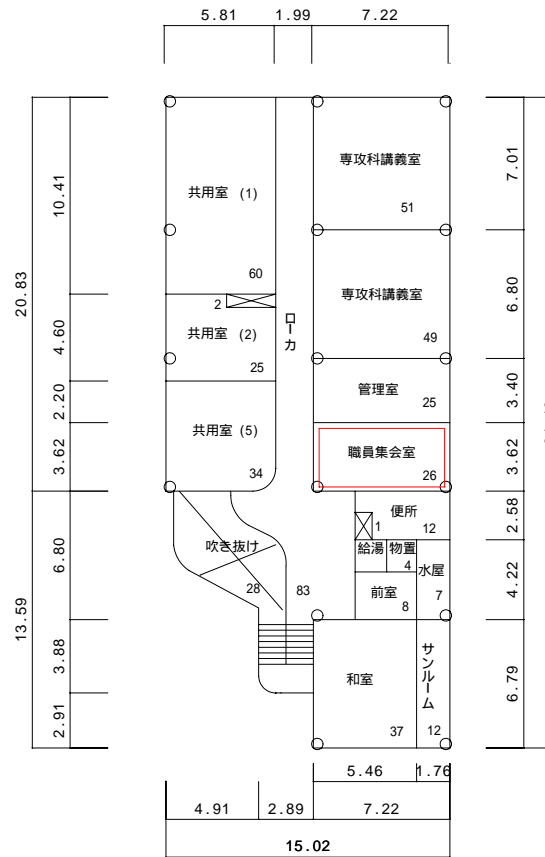 5.81
1.99
7.22
20.83
13.59
10.41
4.60
2.20
3.62
6.80
3.88
2.91
共用室 (1)
60
2
共用室 (2)
25
共用室 (5)
34
ローカ
専攻科講義室
51
専攻科講義室
49
管理室
25
職員集会室
26
便所
12
1
給湯
物置
4
水屋
7
前室
8
吹き抜け
28
83
和室
37
サンルーム
12
7.01
6.80
3.40
3.62
2.58
4.22
6.79
5.46
1.76
4.91
2.89
7.22
15.02